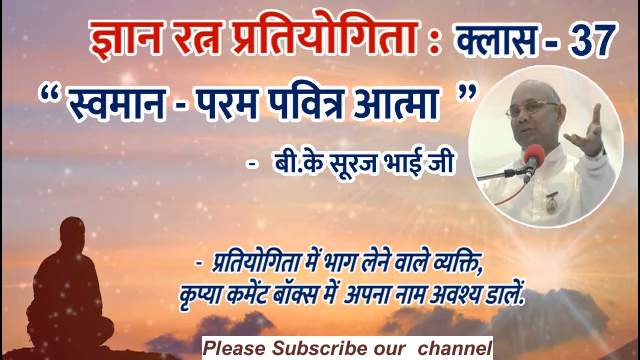 ज्ञान रत्न प्रतियोगिता : क्लास - 37
“ स्वमान - परम पवित्र आत्मा ”
- बी.के सूरज भाई जी
- प्रतियोगिता में भाग लेने वाले व्यक्ति,
कृप्या कमेंट बॉक्स में अपना नाम अवश्य डालें.
Please Subscribe our channel